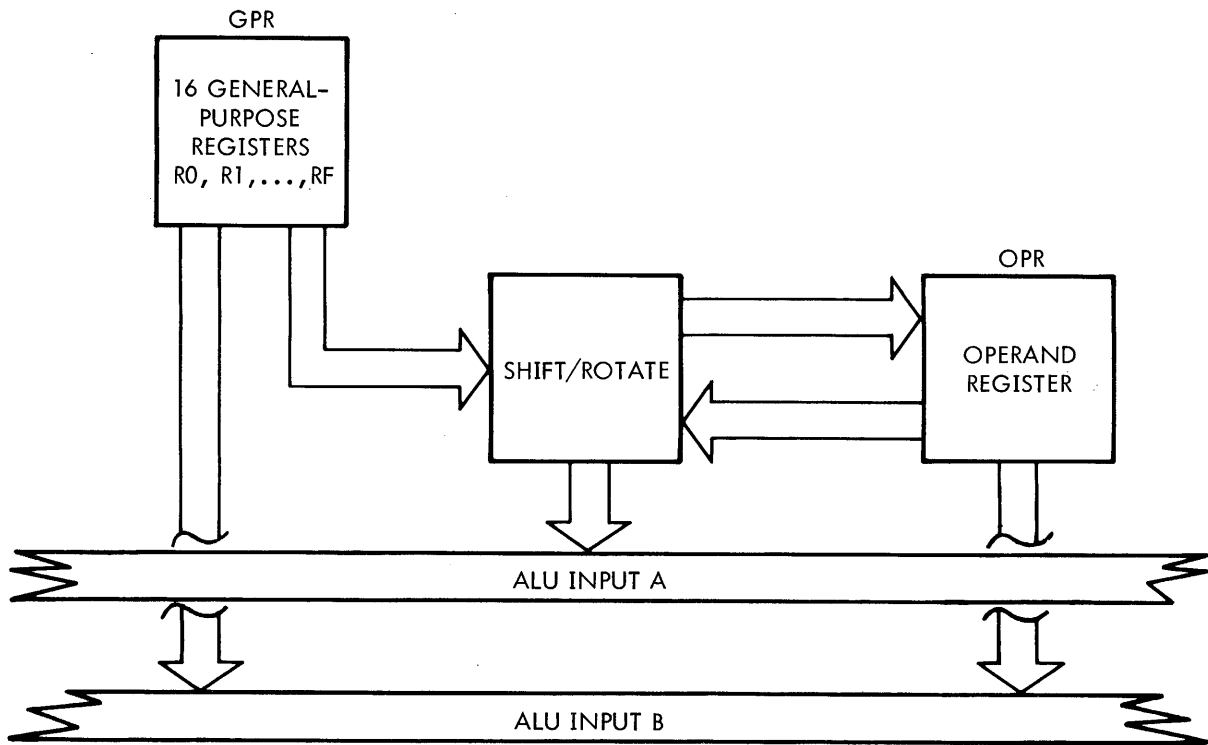 GPR
16 GENERAL-
PURPOSE
REGISTERS
R0, R1,...,RF
SHIFT/ROTATE
OPR
OPERAND
REGISTER
ALU INPUT A
ALU INPUT B